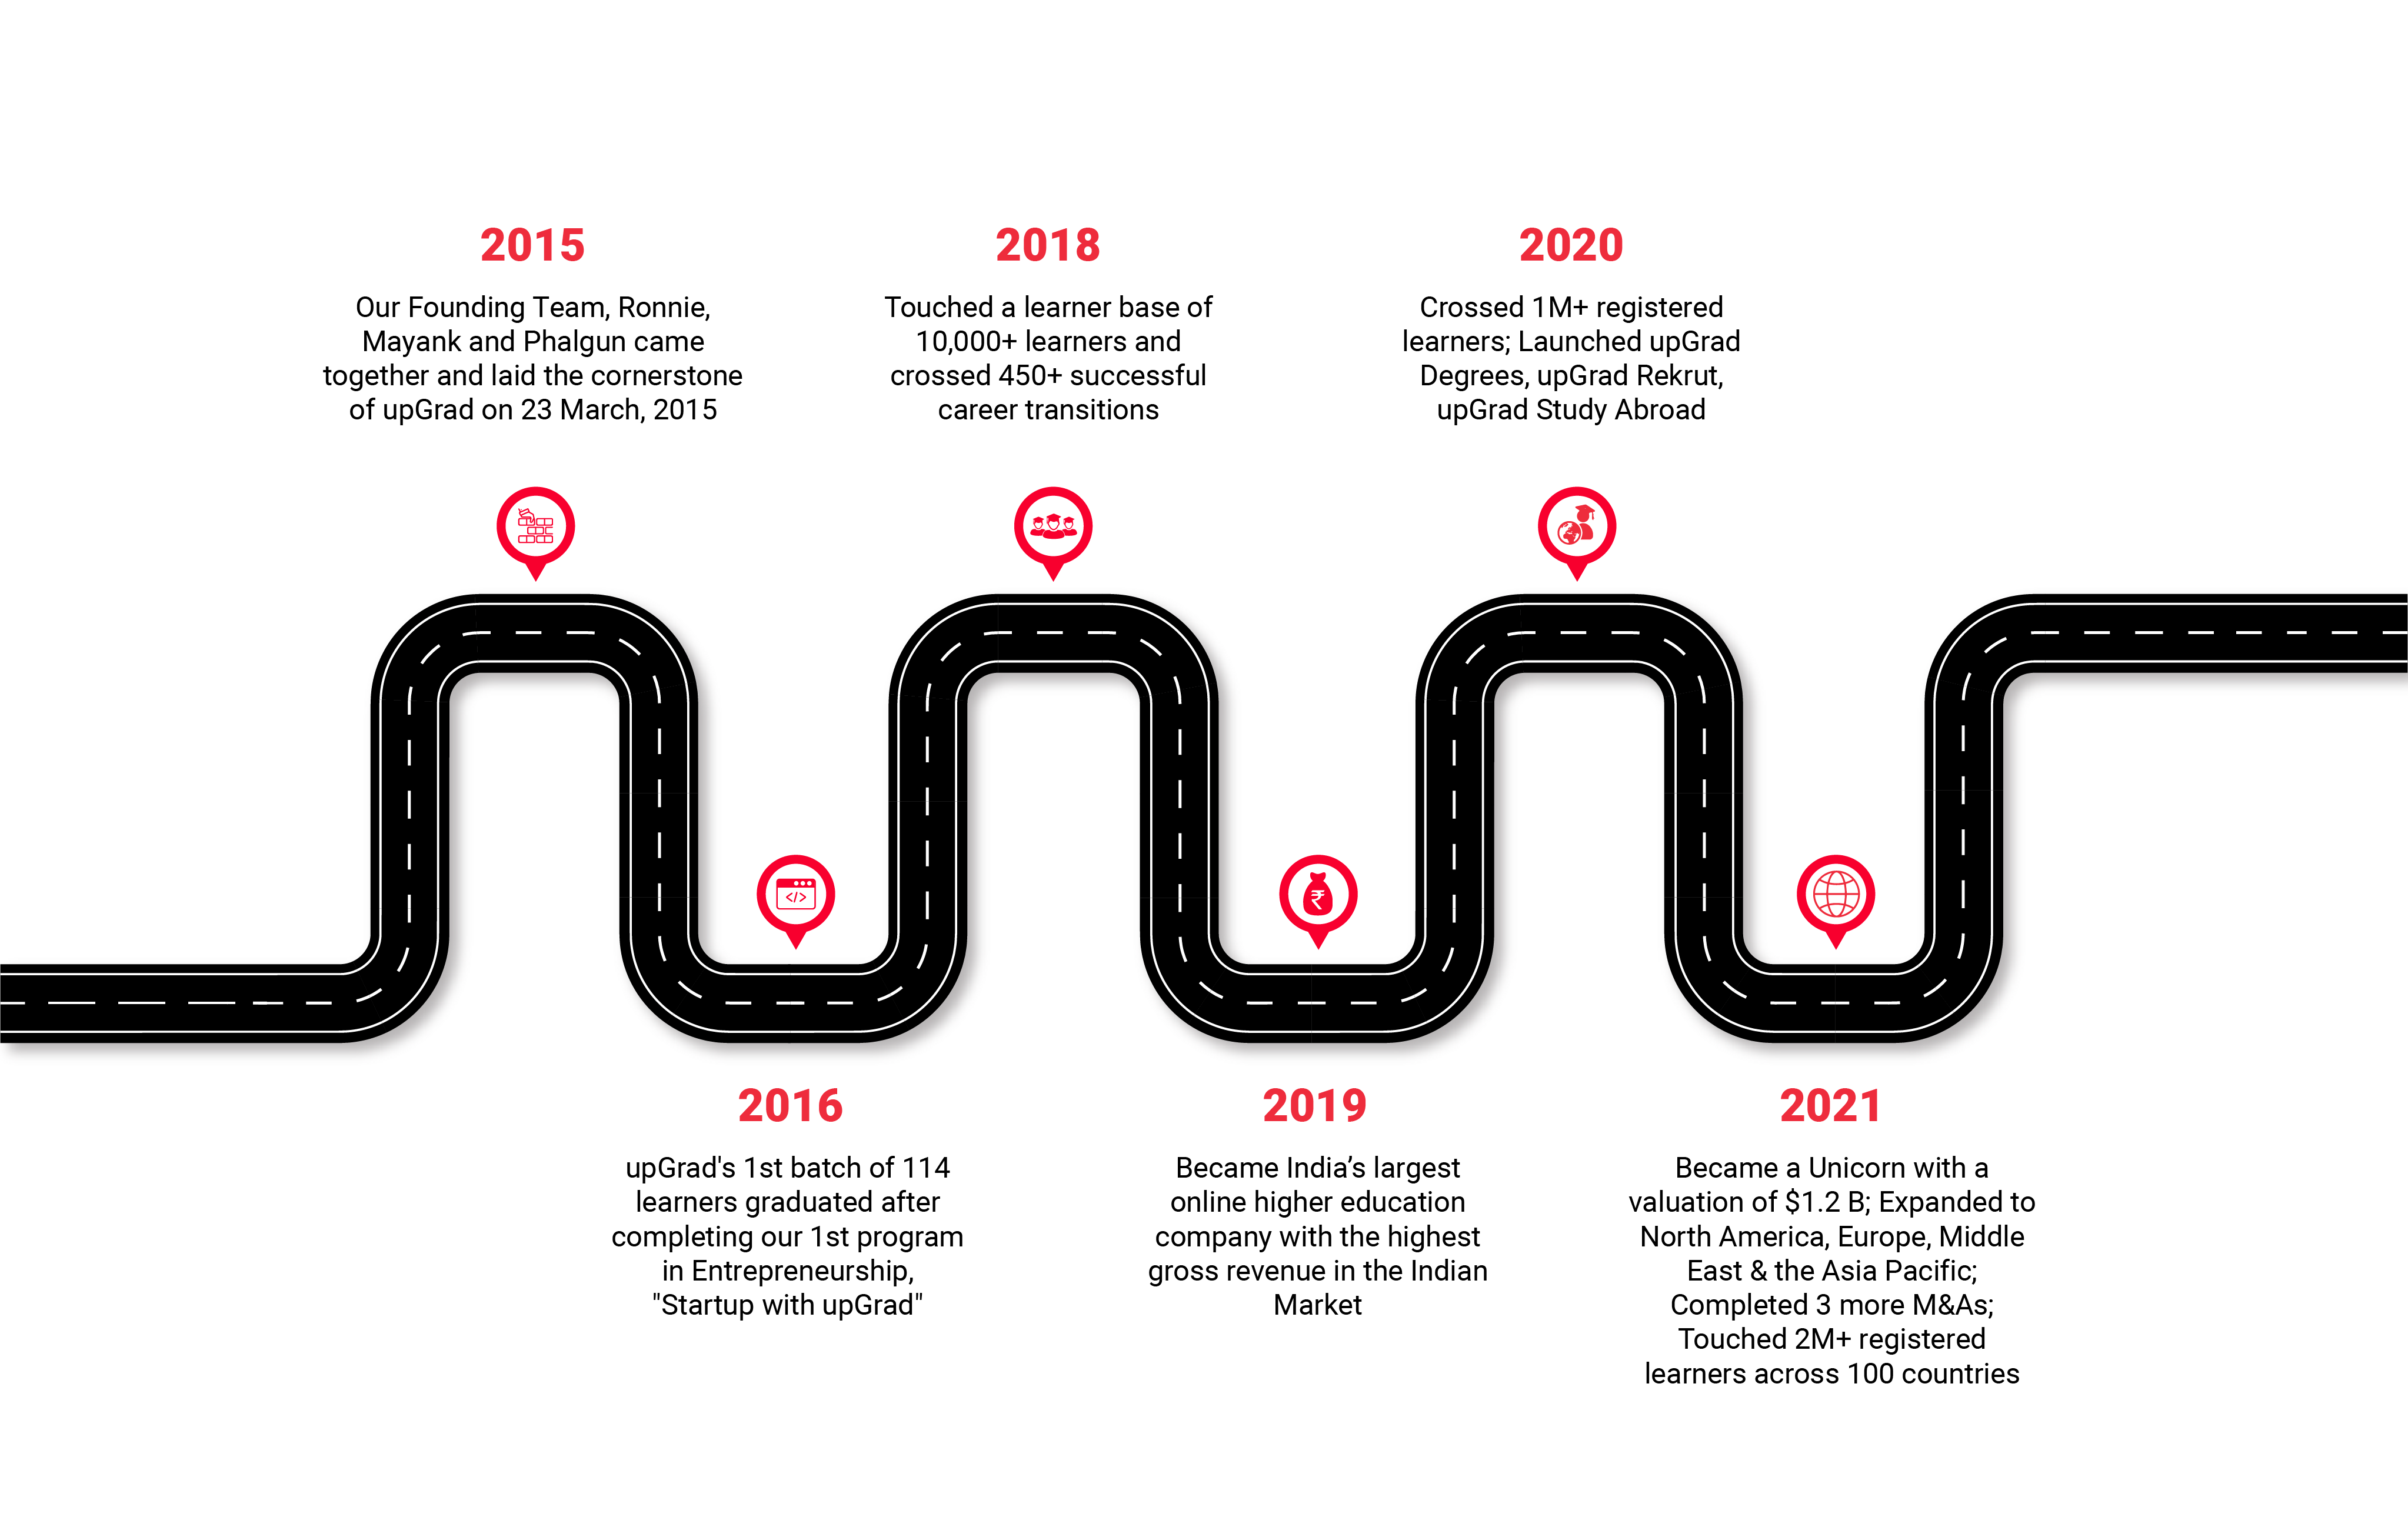 2015
Our Founding Team, Ronnie,
Mayank and Phalgun came
together and laid the cornerstone
of upGrad on 23 March, 2015
2018
Touched a learner base of
10,000+ learners and
crossed 450+ successful
career transitions
2020
Crossed 1M+ registered
learners; Launched upGrad
Degrees, upGrad Rekrut,
upGrad Study Abroad
</>
₹
2016
upGrad's 1st batch of 114
learners graduated after
completing our 1st program
in Entrepreneurship,
"Startup with upGrad"
2019
Became India’s largest
online higher education
company with the highest
gross revenue in the Indian
Market
2021
Became a Unicorn with a
valuation of $1.2 B; Expanded to
North America, Europe, Middle
East & the Asia Pacific;
Completed 3 more M&As;
Touched 2M+ registered
learners across 100 countries